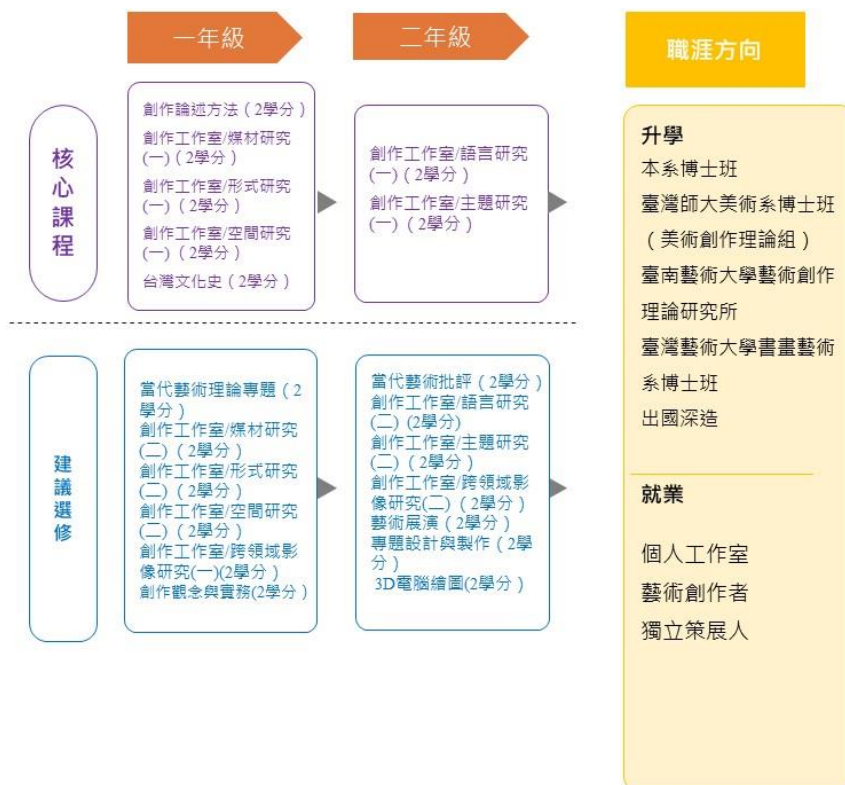 一年級
二年級
職涯方向
核心課程
創作論述方法（2學分）
創作工作室/媒材研究
(一)（2學分）
創作工作室/形式研究
(一)（2學分）
創作工作室/空間研究
(一)（2學分）
台灣文化史（2學分）
創作工作室/語言研究
(一)（2學分）
創作工作室/主題研究
(一)（2學分）
建議選修
當代藝術理論專題（2
學分）
創作工作室/媒材研究
(二)（2學分）
創作工作室/形式研究
(二)（2學分）
創作工作室/空間研究
(二)（2學分）
創作工作室/跨領域影
像研究(一)(2學分）
創作觀念與實務(2學分）
當代藝術批評（2學分）
創作工作室/語言研究
(二) (2學分)
創作工作室/主題研究
(二)（2學分）
創作工作室/跨領域影
像研究(二)（2學分）
藝術展演（2學分）
專題設計與製作（2學
分）
3D電腦繪圖(2學分）
升學
本系博士班
臺灣師大美術系博士班
（美術創作理論組）
臺南藝術大學藝術創作
理論研究所
臺灣藝術大學書畫藝術
系博士班
出國深造
就業
個人工作室
藝術創作者
獨立策展人